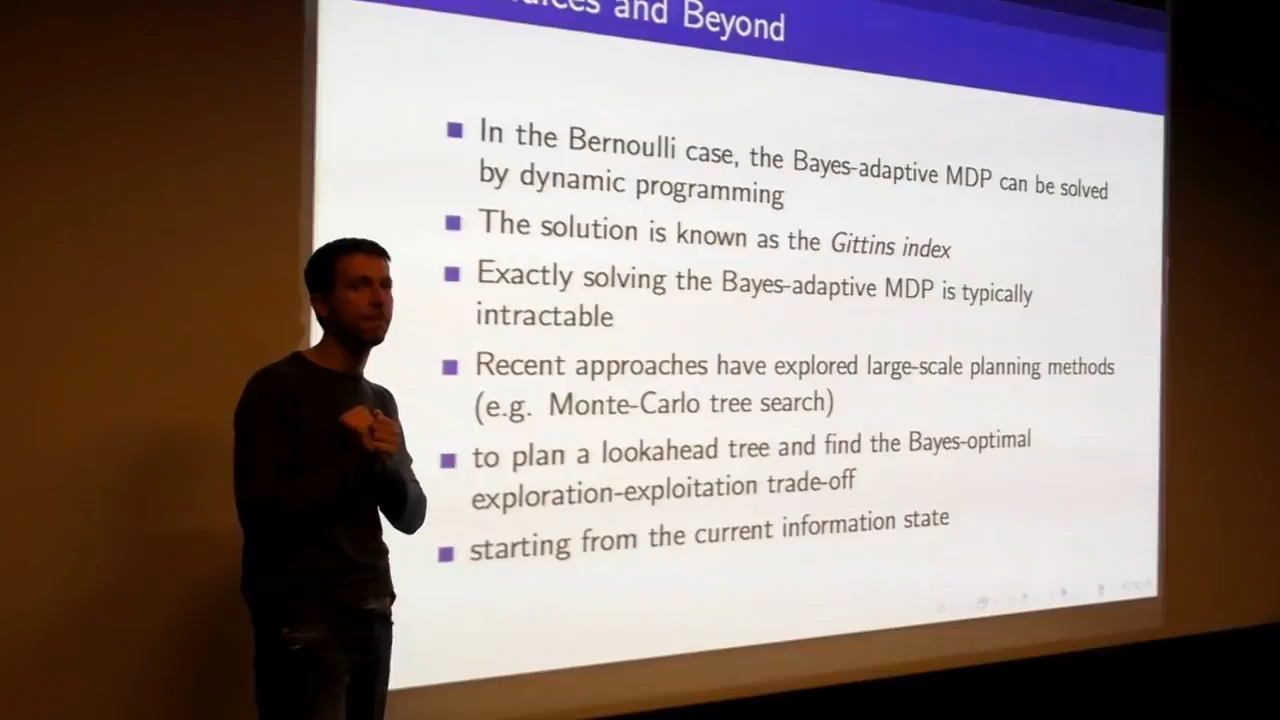 and Beyond
In the Bernoulli case, the Bayes-adaptive MDP can be solved
by dynamic programming
The solution is known as the Gittins index
Exactly solving the Bayes-adaptive MDP is typically
intractable
Recent approaches have explored large-scale planning methods
(e.g. Monte-Carlo tree search)
to plan a lookahead tree and find the Bayes-optimal
exploration-exploitation trade-off
starting from the current information state